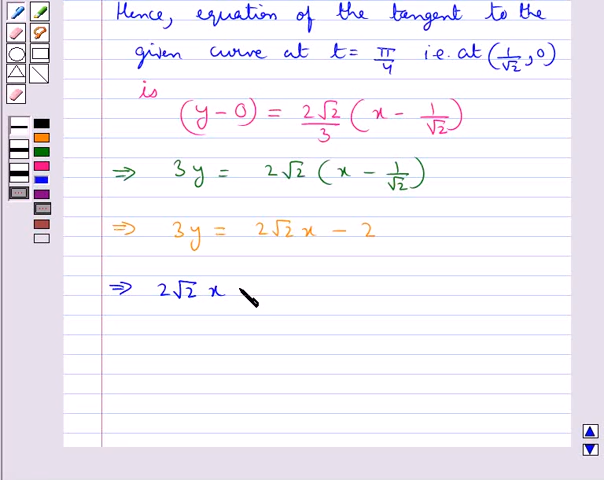 Hence, equation of the tangent to the
given curve at t = π/4 i.e. at (1/√2, 0)
is
(y - 0) = 2√2/3 (x - 1/√2)
⇒ 3y = 2√2 (x - 1/√2)
⇒ 3y = 2√2 x - 2
⇒ 2√2 x